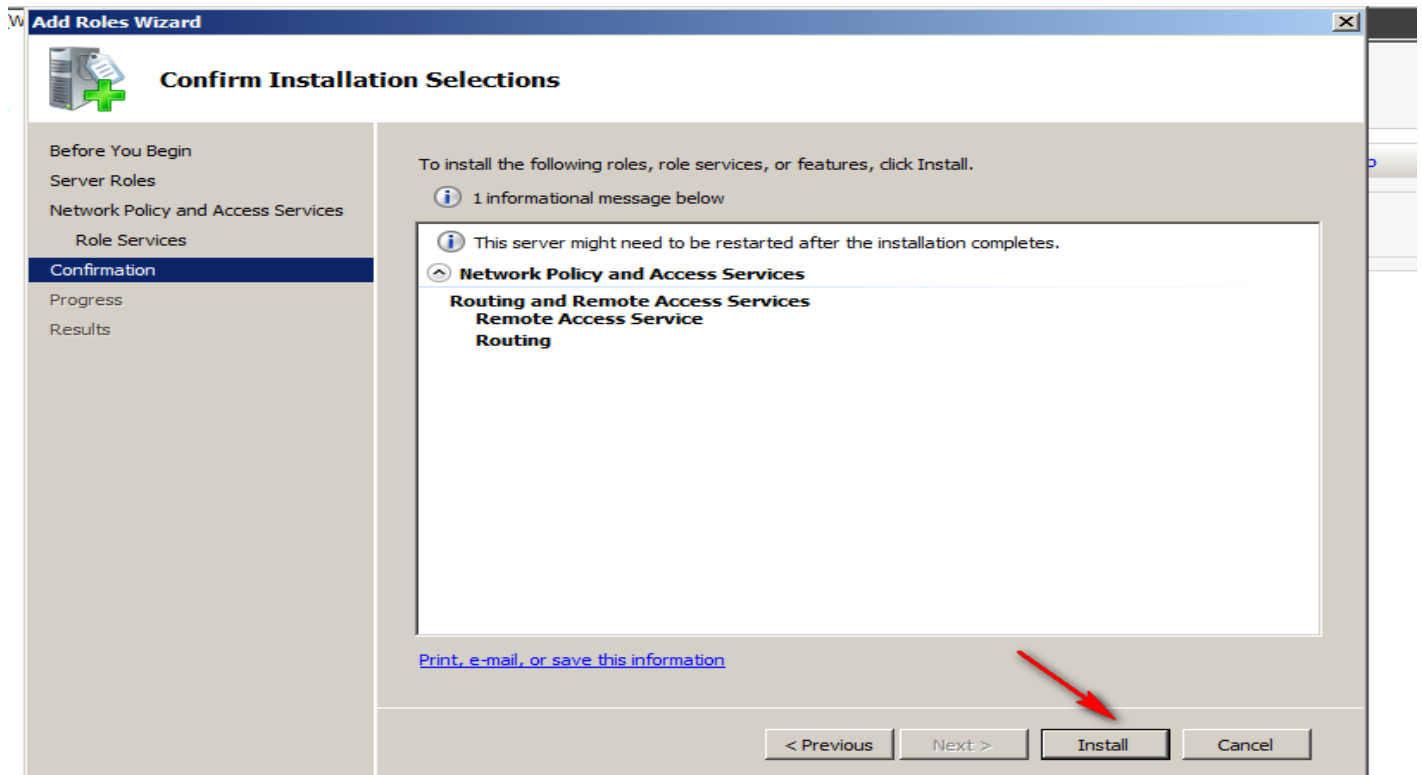 W
Add Roles Wizard
Confirm Installation Selections
Before You Begin
Server Roles
Network Policy and Access Services
Role Services
Confirmation
Progress
Results
To install the following roles, role services, or features, click Install.
1 informational message below
This server might need to be restarted after the installation completes.
Network Policy and Access Services
Routing and Remote Access Services
Remote Access Service
Routing
Print, e-mail, or save this information
< Previous Next > Install Cancel